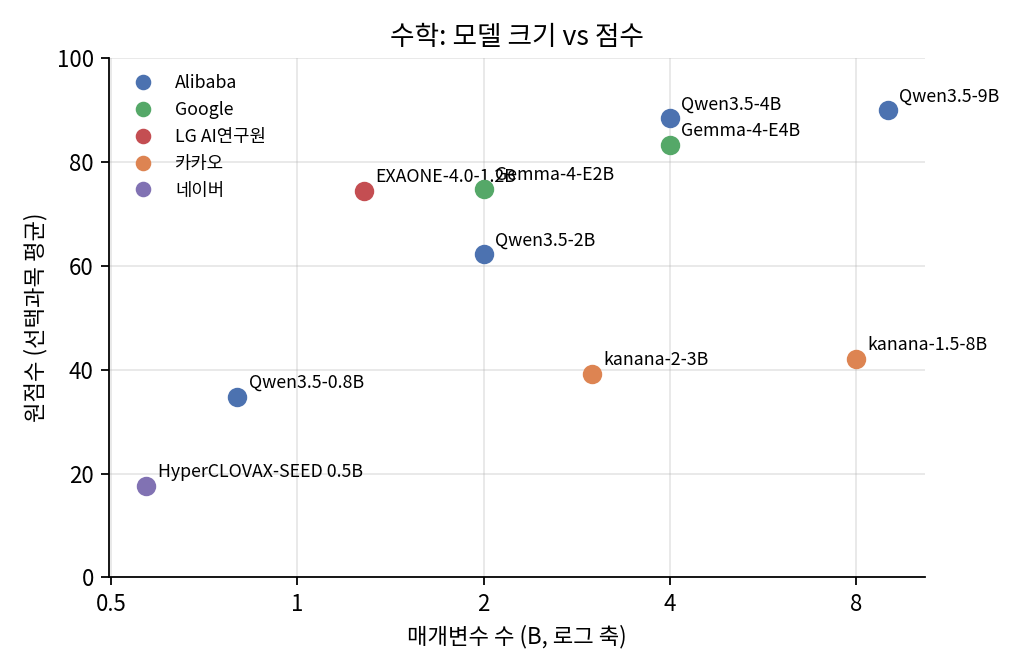 수학: 모델 크기 vs 점수
원점수 (선택과목 평균)
100
80
60
40
20
0
Alibaba
Google
LG AI연구원
카카오
네이버
Qwen3.5-9B
Qwen3.5-4B
Gemma-4-E4B
EXAONE-4.0-1.2B
Gemma-4-E2B
Qwen3.5-2B
kanana-1.5-8B
kanana-2-3B
Qwen3.5-0.8B
HyperCLOVAX-SEED 0.5B
0.5 1 2 4 8
매개변수 수 (B, 로그 축)